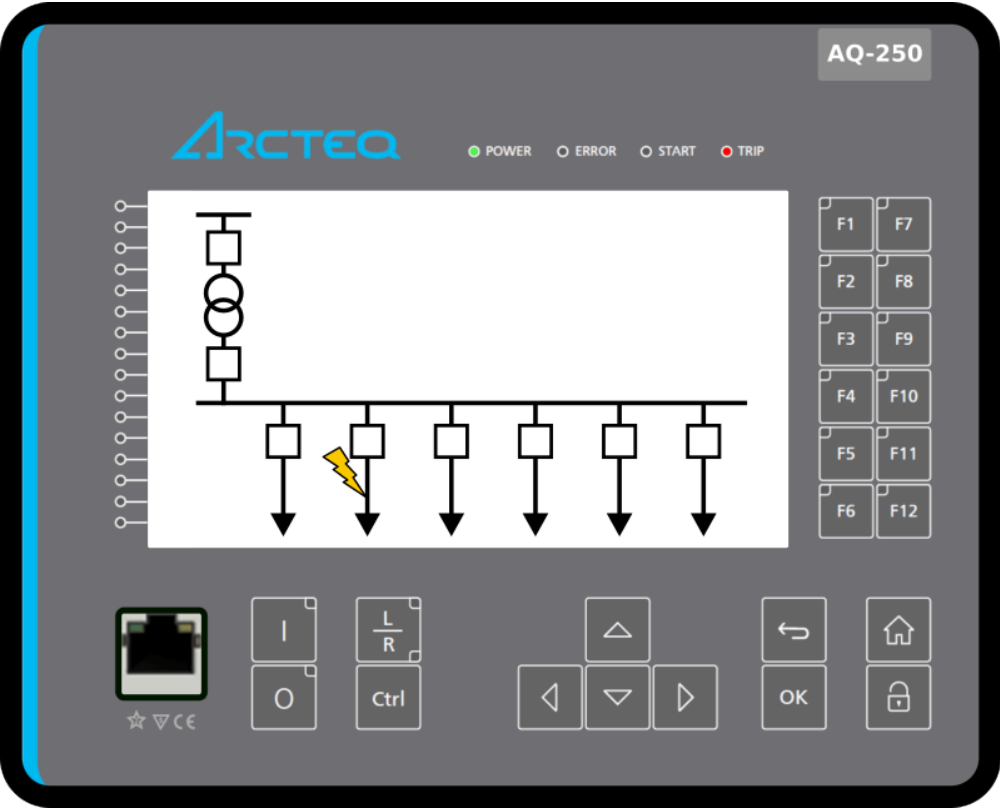 AQ-250
ARCTEQ
POWER ERROR START TRIP
F1 F7
F2 F8
F3 F9
F4 F10
F5 F11
F6 F12
I L
R
O Ctrl OK
CE